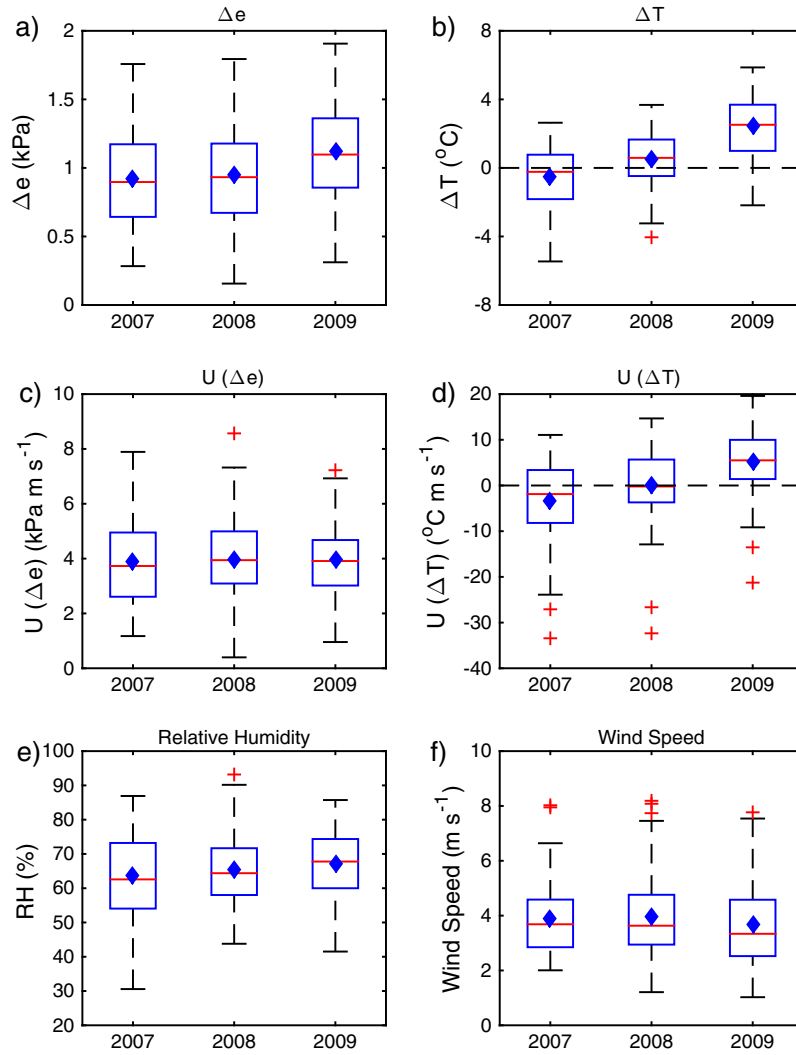 a)
Δe
2
1.5
1
0.5
0
Δe (kPa)
2007 2008 2009
b)
ΔT
8
4
0
-4
-8
ΔT (°C)
2007 2008 2009
c)
U (Δe)
10
8
6
4
2
0
U (Δe) (kPa m s⁻¹)
2007 2008 2009
d)
U (ΔT)
20
10
0
-10
-20
-30
-40
U (ΔT) (°C m s⁻¹)
2007 2008 2009
e)
Relative Humidity
100
90
80
70
60
50
40
30
20
RH (%)
2007 2008 2009
f)
Wind Speed
10
8
6
4
2
0
Wind Speed (m s⁻¹)
2007 2008 2009